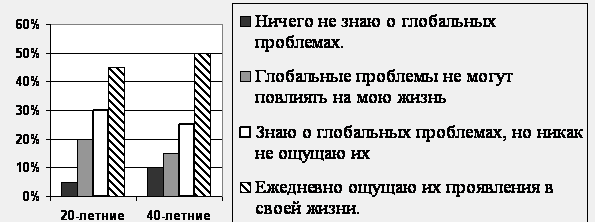 60%
50%
40%
30%
20%
10%
0%
20-летние 40-летние
Ничего не знаю о глобальных
проблемах.
Глобальные проблемы не могут
повлиять на мою жизнь
Знаю о глобальных проблемах, но никак
не ощущаю их
Ежедневно ощущаю их проявления в
своей жизни.